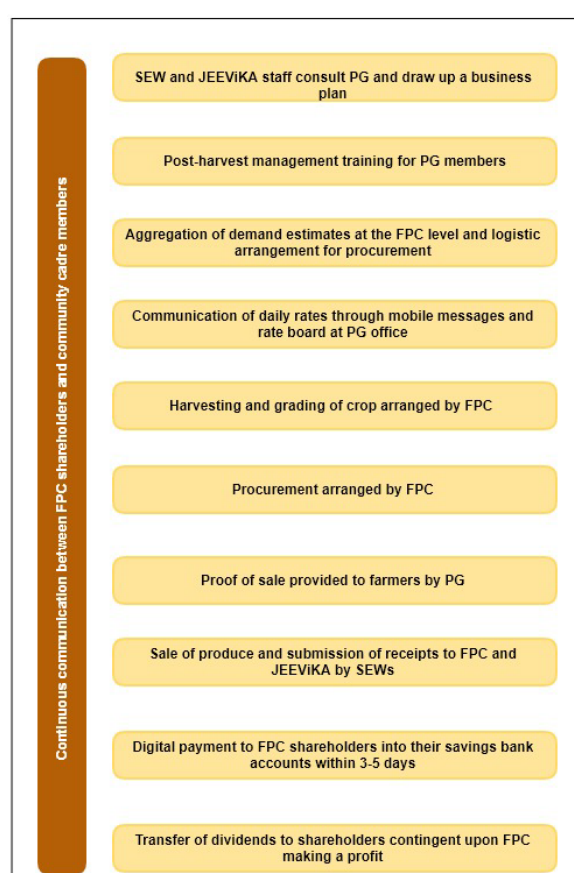 Continuous communication between FPC shareholders and community cadre members
SEW and JEEViKA staff consult PG and draw up a business
plan
Post-harvest management training for PG members
Aggregation of demand estimates at the FPC level and logistic
arrangement for procurement
Communication of daily rates through mobile messages and
rate board at PG office
Harvesting and grading of crop arranged by FPC
Procurement arranged by FPC
Proof of sale provided to farmers by PG
Sale of produce and submission of receipts to FPC and
JEEViKA by SEWs
Digital payment to FPC shareholders into their savings bank
accounts within 3-5 days
Transfer of dividends to shareholders contingent upon FPC
making a profit